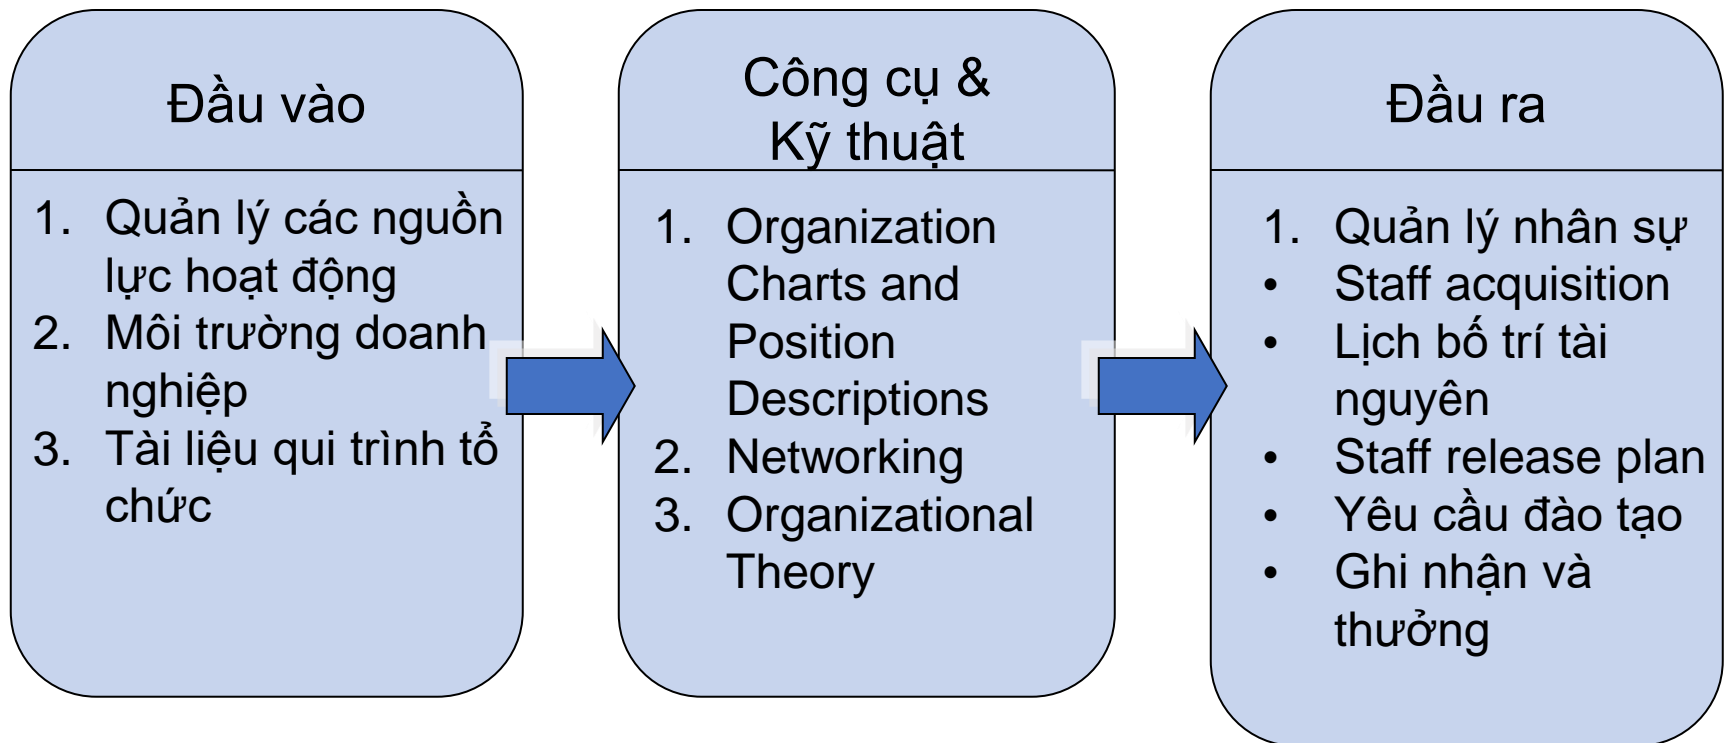 Đầu vào
1. Quản lý các nguồn
lực hoạt động
2. Môi trường doanh
nghiệp
3. Tài liệu qui trình tổ
chức
Công cụ &
Kỹ thuật
1. Organization
Charts and
Position
Descriptions
2. Networking
3. Organizational
Theory
Đầu ra
1. Quản lý nhân sự
• Staff acquisition
• Lịch bố trí tài
nguyên
• Staff release plan
• Yêu cầu đào tạo
• Ghi nhận và
thưởng